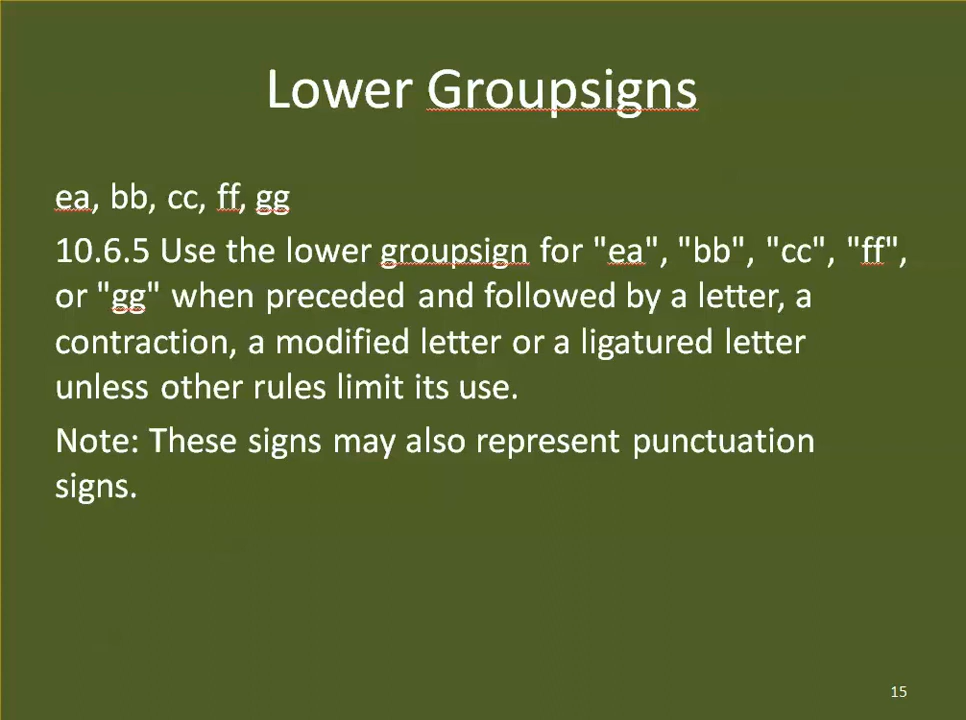 Lower Groupsigns
ea, bb, cc, ff, gg
10.6.5 Use the lower groupsign for "ea", "bb", "cc", "ff",
or "gg" when preceded and followed by a letter, a
contraction, a modified letter or a ligatured letter
unless other rules limit its use.
Note: These signs may also represent punctuation
signs.
15